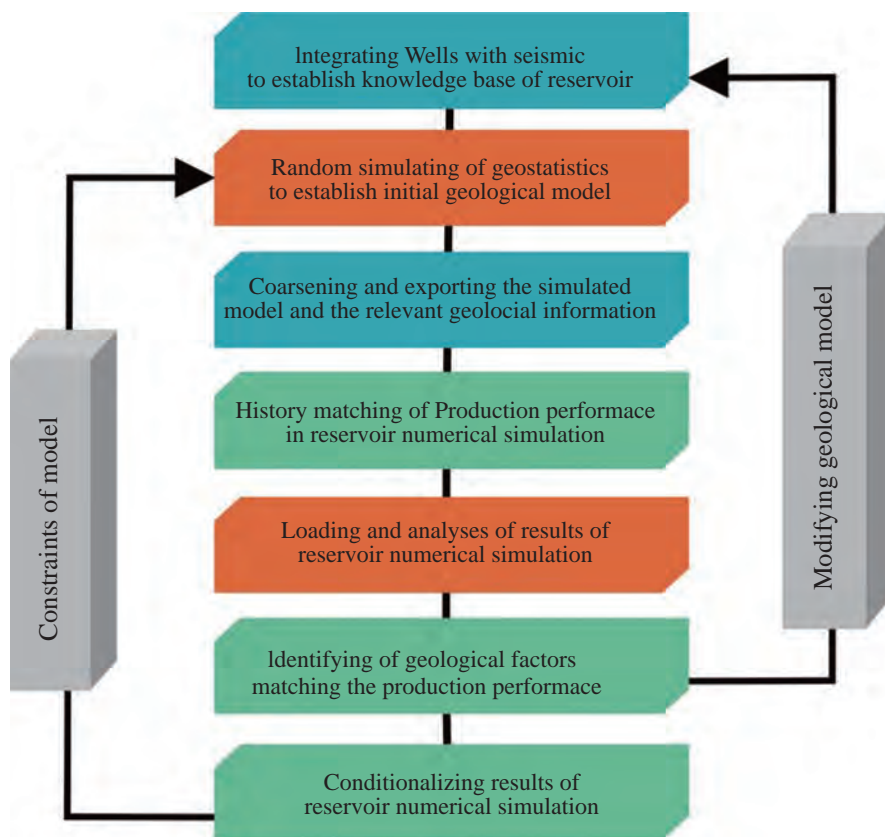 Integrating Wells with seismic
to establish knowledge base of reservoir
Random simulating of geostatistics
to establish initial geological model
Coarsening and exporting the simulated
model and the relevant geolocial information
History matching of Production performace
in reservoir numerical simulation
Loading and analyses of results of
reservoir numerical simulation
Identifying of geological factors
matching the production performace
Conditionalizing results of
reservoir numerical simulation
Constraints of model
Modifying geological model